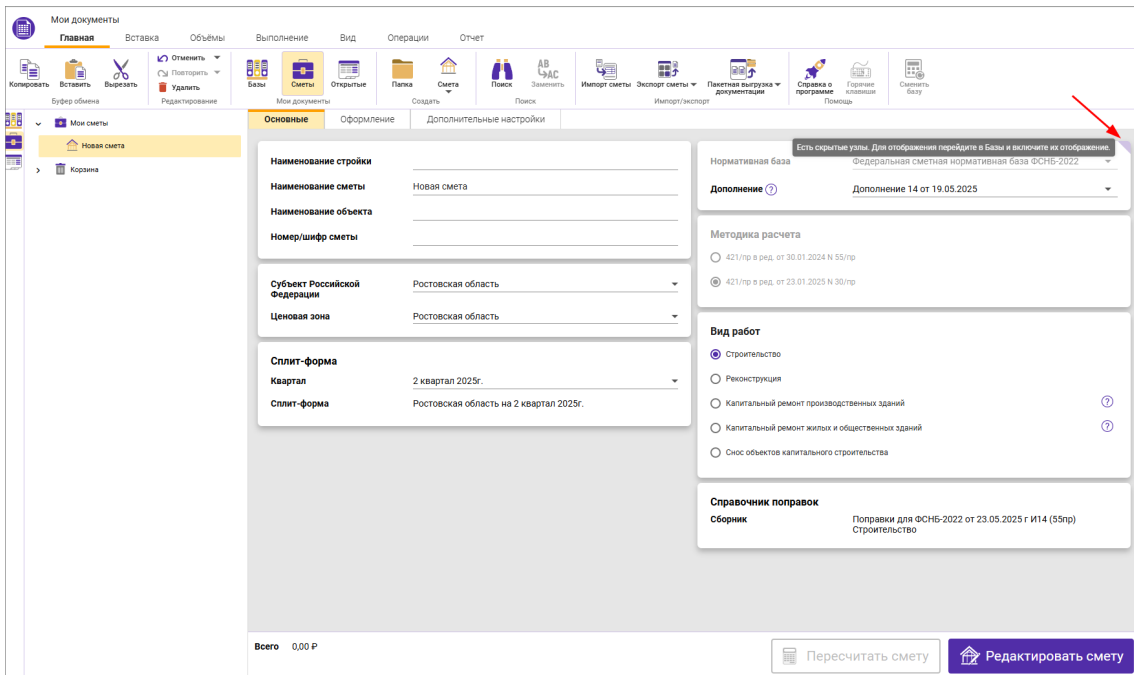 Мои документы
Главная Вставка Объёмы Выполнение Вид Операции Отчет
Копировать Вставить Вырезать
Буфер обмена
Отменить
Повторить
Удалить
Редактирование
Базы Сметы Открытые
Мои документы
Папка Смета
Создать
Поиск
AB
AC
Заменить
Поиск
Импорт сметы Экспорт сметы Пакетная выгрузка
документации
Импорт/экспорт
Справка о
программе
Горячие
клавиши
Помощь
Сменить
базу
Мои сметы
Новая смета
Корзина
Основные Оформление Дополнительные настройки
Наименование стройки
Наименование сметы Новая смета
Наименование объекта
Номер/шифр сметы
Субъект Российской
Федерации
Ростовская область
Ценовая зона Ростовская область
Сплит-форма
Квартал 2 квартал 2025г.
Сплит-форма Ростовская область на 2 квартал 2025г.
Есть скрытые узлы. Для отображения перейдите в Базы и включите их отображение.
Нормативная база Федеральная сметная нормативная база ФСНБ-2022
Дополнение ? Дополнение 14 от 19.05.2025
Методика расчета
421/пр в ред. от 30.01.2024 N 55/пр
421/пр в ред. от 23.01.2025 N 30/пр
Вид работ
Строительство
Реконструкция
Капитальный ремонт производственных зданий ?
Капитальный ремонт жилых и общественных зданий ?
Снос объектов капитального строительства
Справочник поправок
Сборник Поправки для ФСНБ-2022 от 23.05.2025 г И14 (55пр)
Строительство
Всего 0,00 ₽
Пересчитать смету Редактировать смету